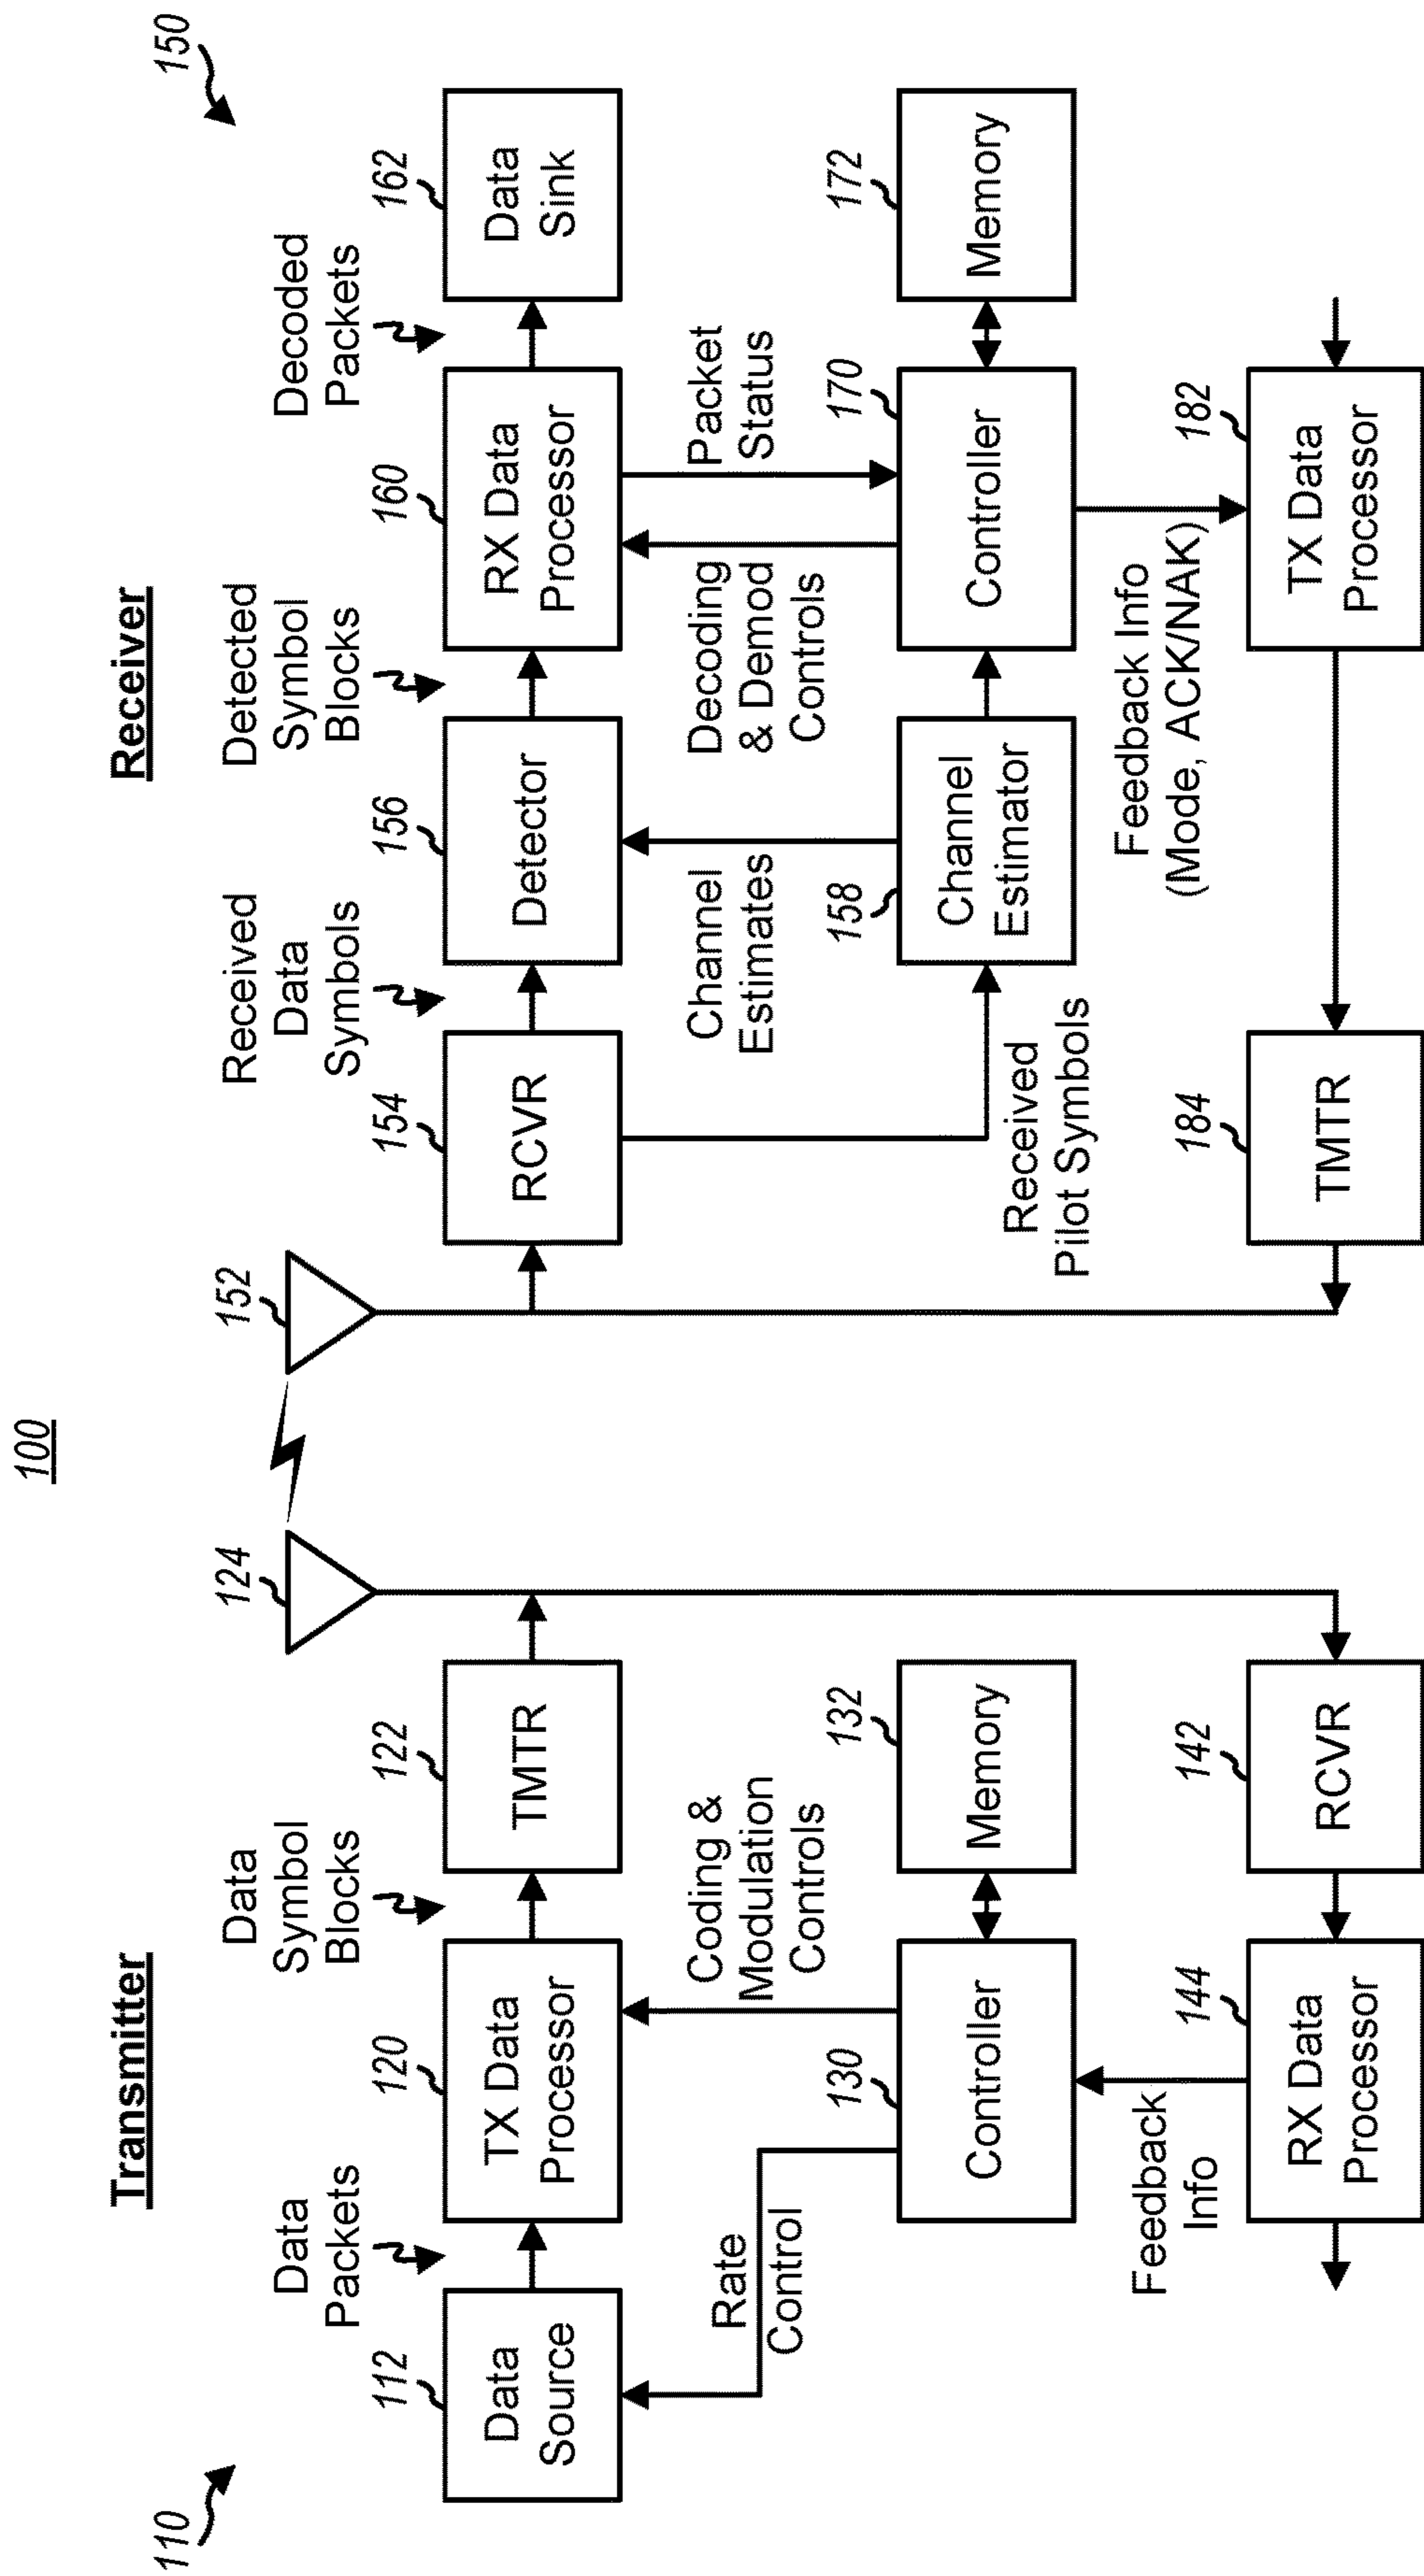 100
Transmitter
Receiver
110
150
124
152
Data
Packets
Data
Symbol
Blocks
Received
Data
Symbols
Detected
Symbol
Blocks
Decoded
Packets
112
120
122
154
156
160
162
Data
Source
TX Data
Processor
TMTR
RCVR
Detector
RX Data
Processor
Data
Sink
Rate
Control
Coding &
Modulation
Controls
Channel
Estimates
Decoding
& Demod
Controls
Packet
Status
130
132
158
170
172
Controller
Memory
Channel
Estimator
Controller
Memory
Received
Pilot Symbols
Feedback
Info
Feedback Info
(Mode, ACK/NAK)
144
142
184
182
RX Data
Processor
RCVR
TMTR
TX Data
Processor